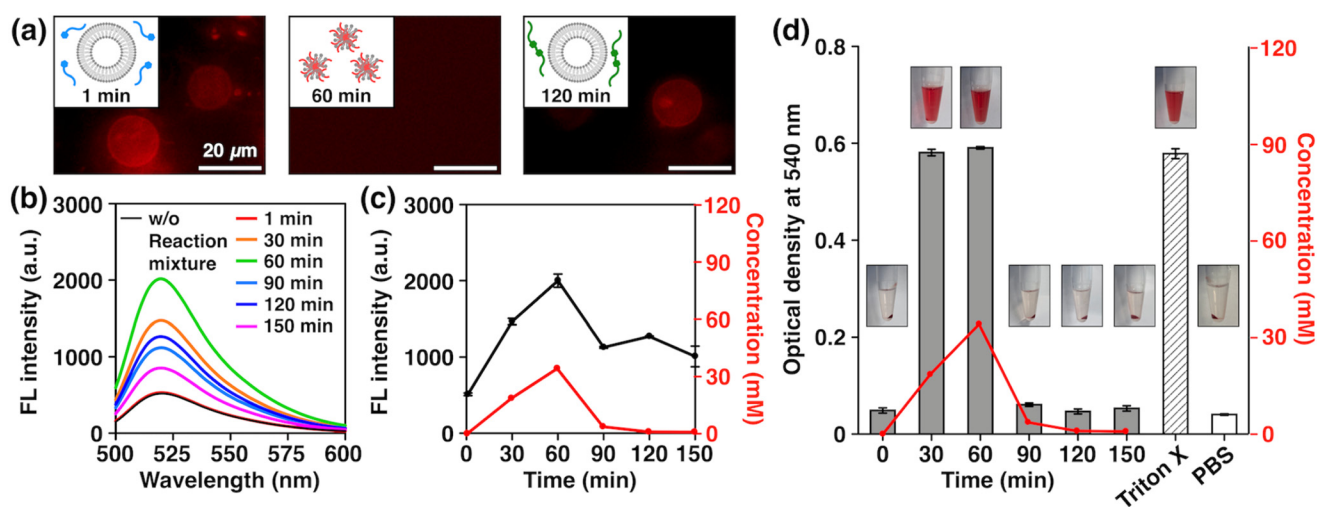 (a)
1 min
20 µm
60 min
120 min
(b)
FL intensity (a.u.)
3000
2000
1000
0
w/o
Reaction
mixture
1 min
30 min
60 min
90 min
120 min
150 min
500 525 550 575 600
Wavelength (nm)
(c)
FL intensity (a.u.)
3000
2000
1000
0
0 30 60 90 120 150
Time (min)
120
90
60
30
0
Concentration (mM)
(d)
Optical density at 540 nm
0.8
0.6
0.4
0.2
0
0 30 60 90 120 150
Time (min)
Triton X
PBS
120
90
60
30
0
Concentration (mM)